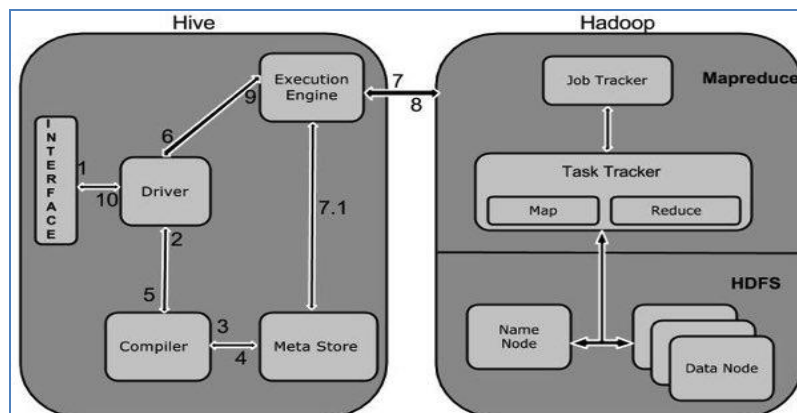 Hive
Hadoop
Execution
Engine
7
8
Job Tracker
Mapreduce
INTERFACE
1
10
6
9
Driver
Task Tracker
Map
Reduce
7.1
2
5
HDFS
Compiler
3
4
Meta Store
Name
Node
Data Node